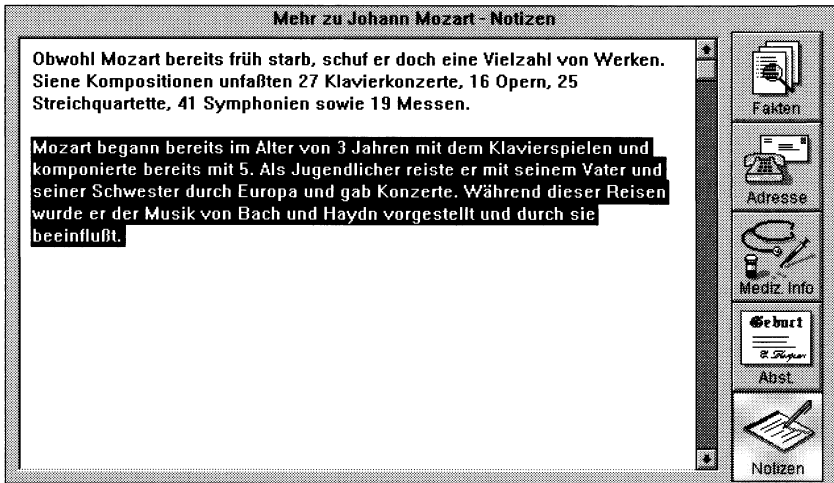 Mehr zu Johann Mozart - Notizen
Obwohl Mozart bereits früh starb, schuf er doch eine Vielzahl von Werken.
Siene Kompositionen unfaßten 27 Klavierkonzerte, 16 Opern, 25
Streichquartette, 41 Symphonien sowie 19 Messen.
Mozart begann bereits im Alter von 3 Jahren mit dem Klavierspielen und
komponierte bereits mit 5. Als Jugendlicher reiste er mit seinem Vater und
seiner Schwester durch Europa und gab Konzerte. Während dieser Reisen
wurde er der Musik von Bach und Haydn vorgestellt und durch sie
beeinflußt.
Fakten
Adresse
Mediz. Info
Geburt
Abst.
Notizen